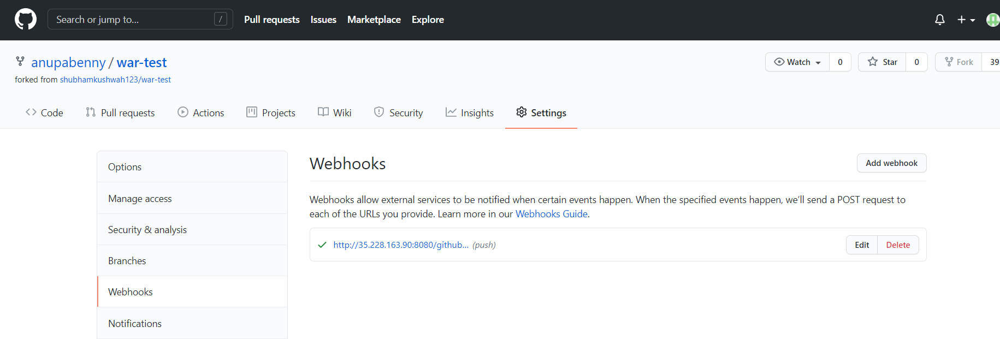 Search or jump to... /
Pull requests Issues Marketplace Explore
anupabenny / war-test
forked from shubhamkushwah123/war-test
Watch 0 Star 0 Fork 39
Code Pull requests Actions Projects Wiki Security Insights Settings
Options
Manage access
Security & analysis
Branches
Webhooks
Notifications
Webhooks
Add webhook
Webhooks allow external services to be notified when certain events happen. When the specified events happen, we’ll send a POST request to
each of the URLs you provide. Learn more in our Webhooks Guide.
http://35.228.163.90:8080/github... (push)
Edit Delete